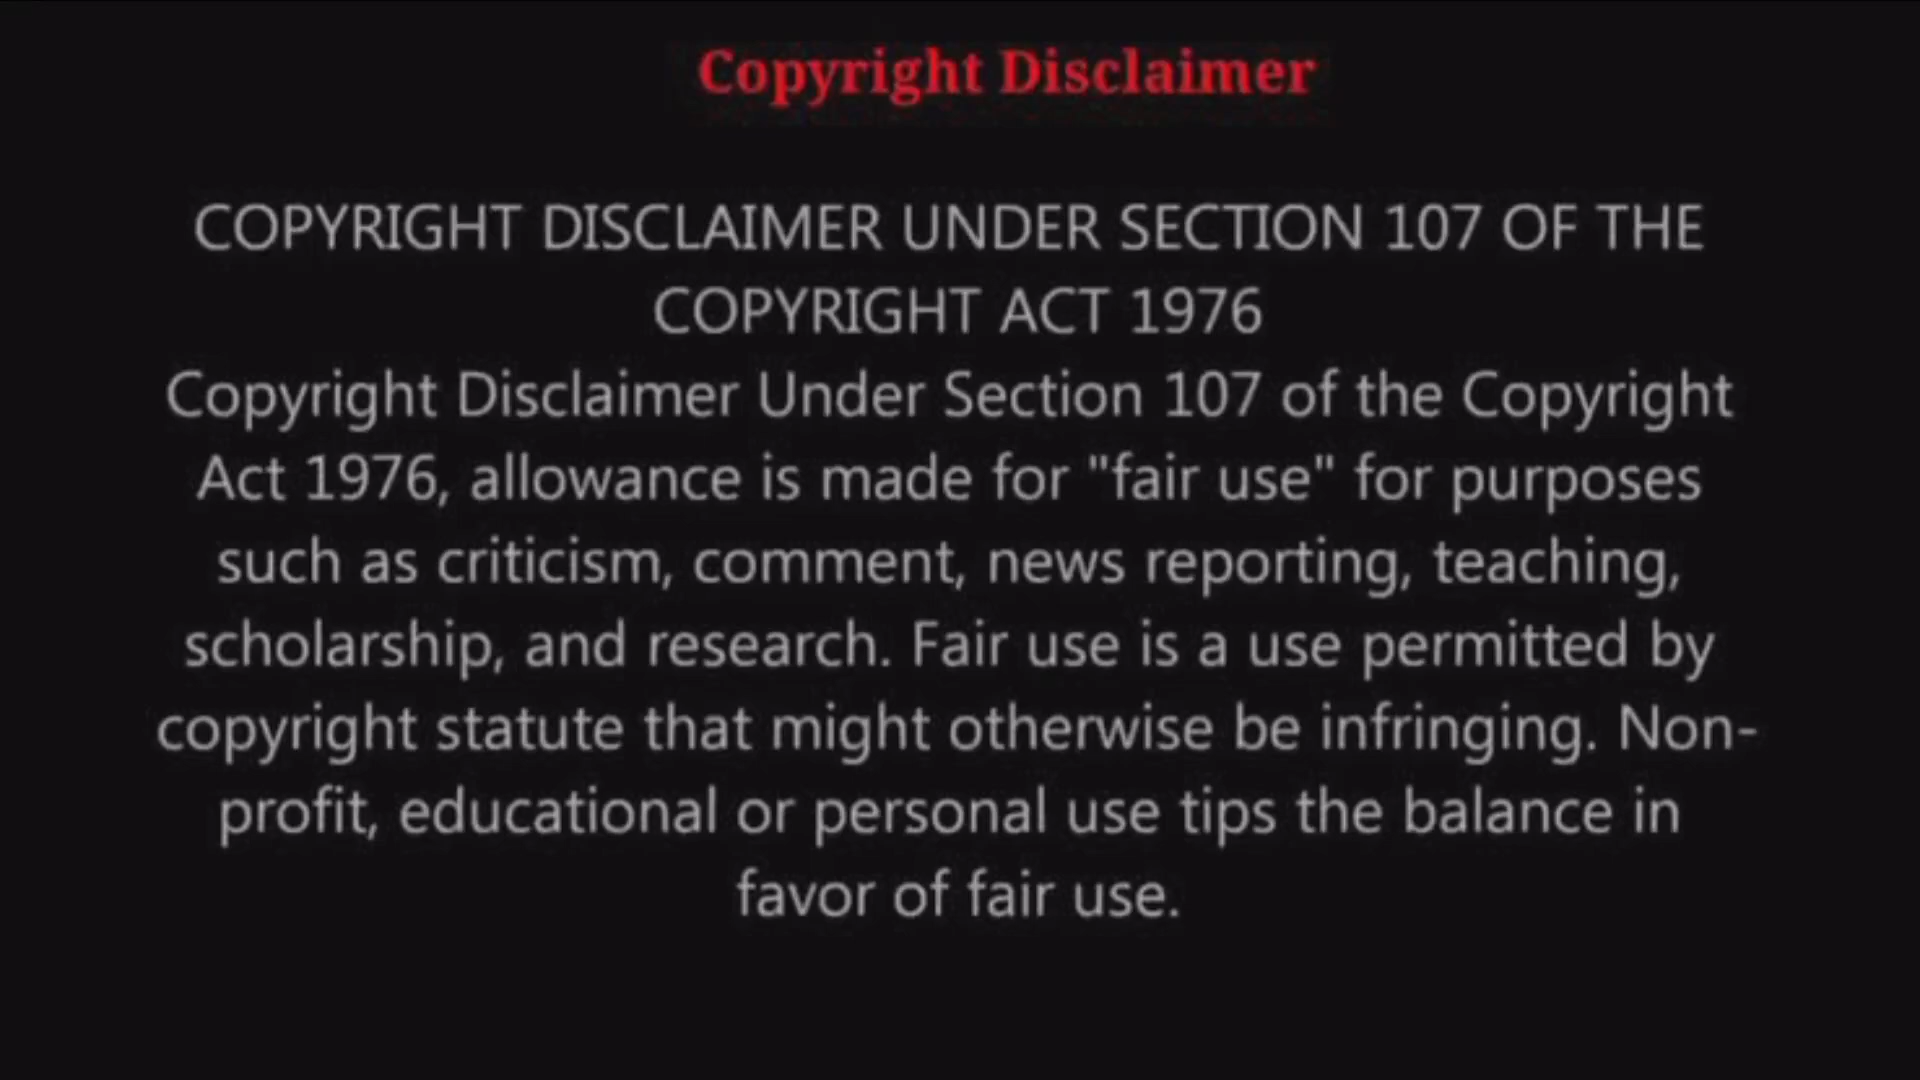 Copyright Disclaimer
COPYRIGHT DISCLAIMER UNDER SECTION 107 OF THE
COPYRIGHT ACT 1976
Copyright Disclaimer Under Section 107 of the Copyright
Act 1976, allowance is made for "fair use" for purposes
such as criticism, comment, news reporting, teaching,
scholarship, and research. Fair use is a use permitted by
copyright statute that might otherwise be infringing. Non-
profit, educational or personal use tips the balance in
favor of fair use.